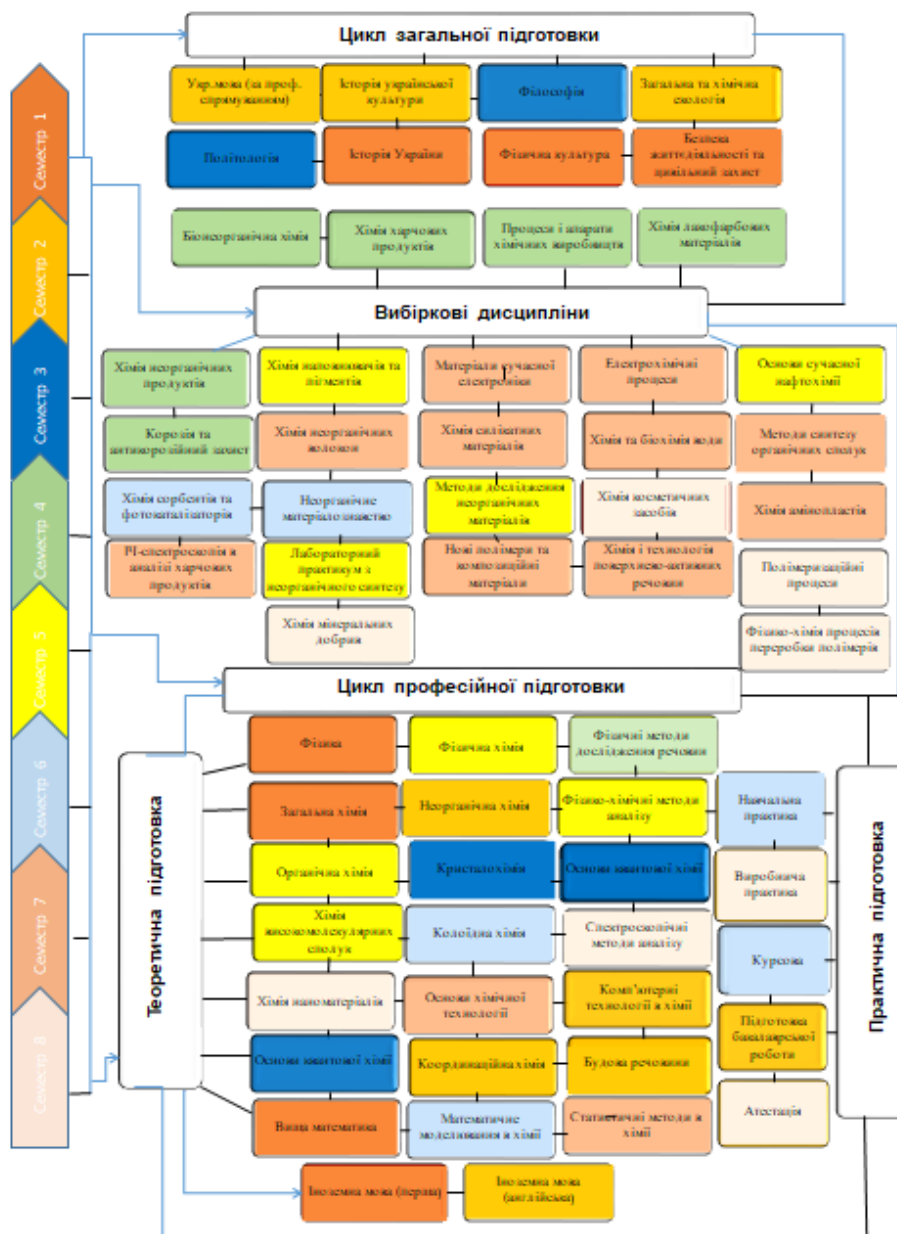 Цикл загальної підготовки
Укр.мова (за проф.
спрямуванням)
Історія української
культури
Філософія
Загальна та хімічна
екологія
Політологія
Історія України
Фізична культура
Безпека
життєдіяльності та
цивільний захист
Біонеорганічна хімія
Хімія харчових
продуктів
Процеси і апарати
хімічних виробництв
Хімія лакофарбових
матеріалів
Вибіркові дисципліни
Хімія неорганічних
продуктів
Хімія наповнювачів та
пігментів
Матеріали сучасної
електроніки
Електрохімічні
процеси
Основи сучасної
нафтохімії
Корозія та
антикорозійний захист
Хімія неорганічних
волокон
Хімія силікатних
матеріалів
Хімія та біохімія води
Методи синтезу
органічних сполук
Хімія сорбентів та
фотокаталізаторів
Неорганічне
матеріалознавство
Методи дослідження
неорганічних
матеріалів
Хімія косметичних
засобів
Хімія амінопластів
ІЧ-спектроскопія в
аналізі харчових
продуктів
Лабораторний
практикум з
неорганічного синтезу
Нові полімери та
композиційні
матеріали
Хімія і технологія
поверхнево-активних
речовин
Полімеризаційні
процеси
Хімія мінеральних
добрив
Фізико-хімія процесів
переробки полімерів
Цикл професійної підготовки
Фізика
Фізична хімія
Фізичні методи
дослідження речовин
Загальна хімія
Неорганічна хімія
Фізико-хімічні методи
аналізу
Навчальна
практика
Органічна хімія
Кристалохімія
Основи квантової хімії
Виробнича
практика
Хімія
високомолекулярних
сполук
Колоїдна хімія
Спектроскопічні
методи аналізу
Курсова
Хімія наноматеріалів
Основи хімічної
технології
Комп'ютерні
технології в хімії
Підготовка
бакалаврської
роботи
Основи квантової хімії
Координаційна хімія
Будова речовини
Атестація
Вища математика
Математичне
моделювання в хімії
Статистичні методи в
хімії
Іноземна мова (перша)
Іноземна мова
(англійська)
Теоретична підготовка
Практична підготовка
Семестр 1
Семестр 2
Семестр 3
Семестр 4
Семестр 5
Семестр 6
Семестр 7
Семестр 8